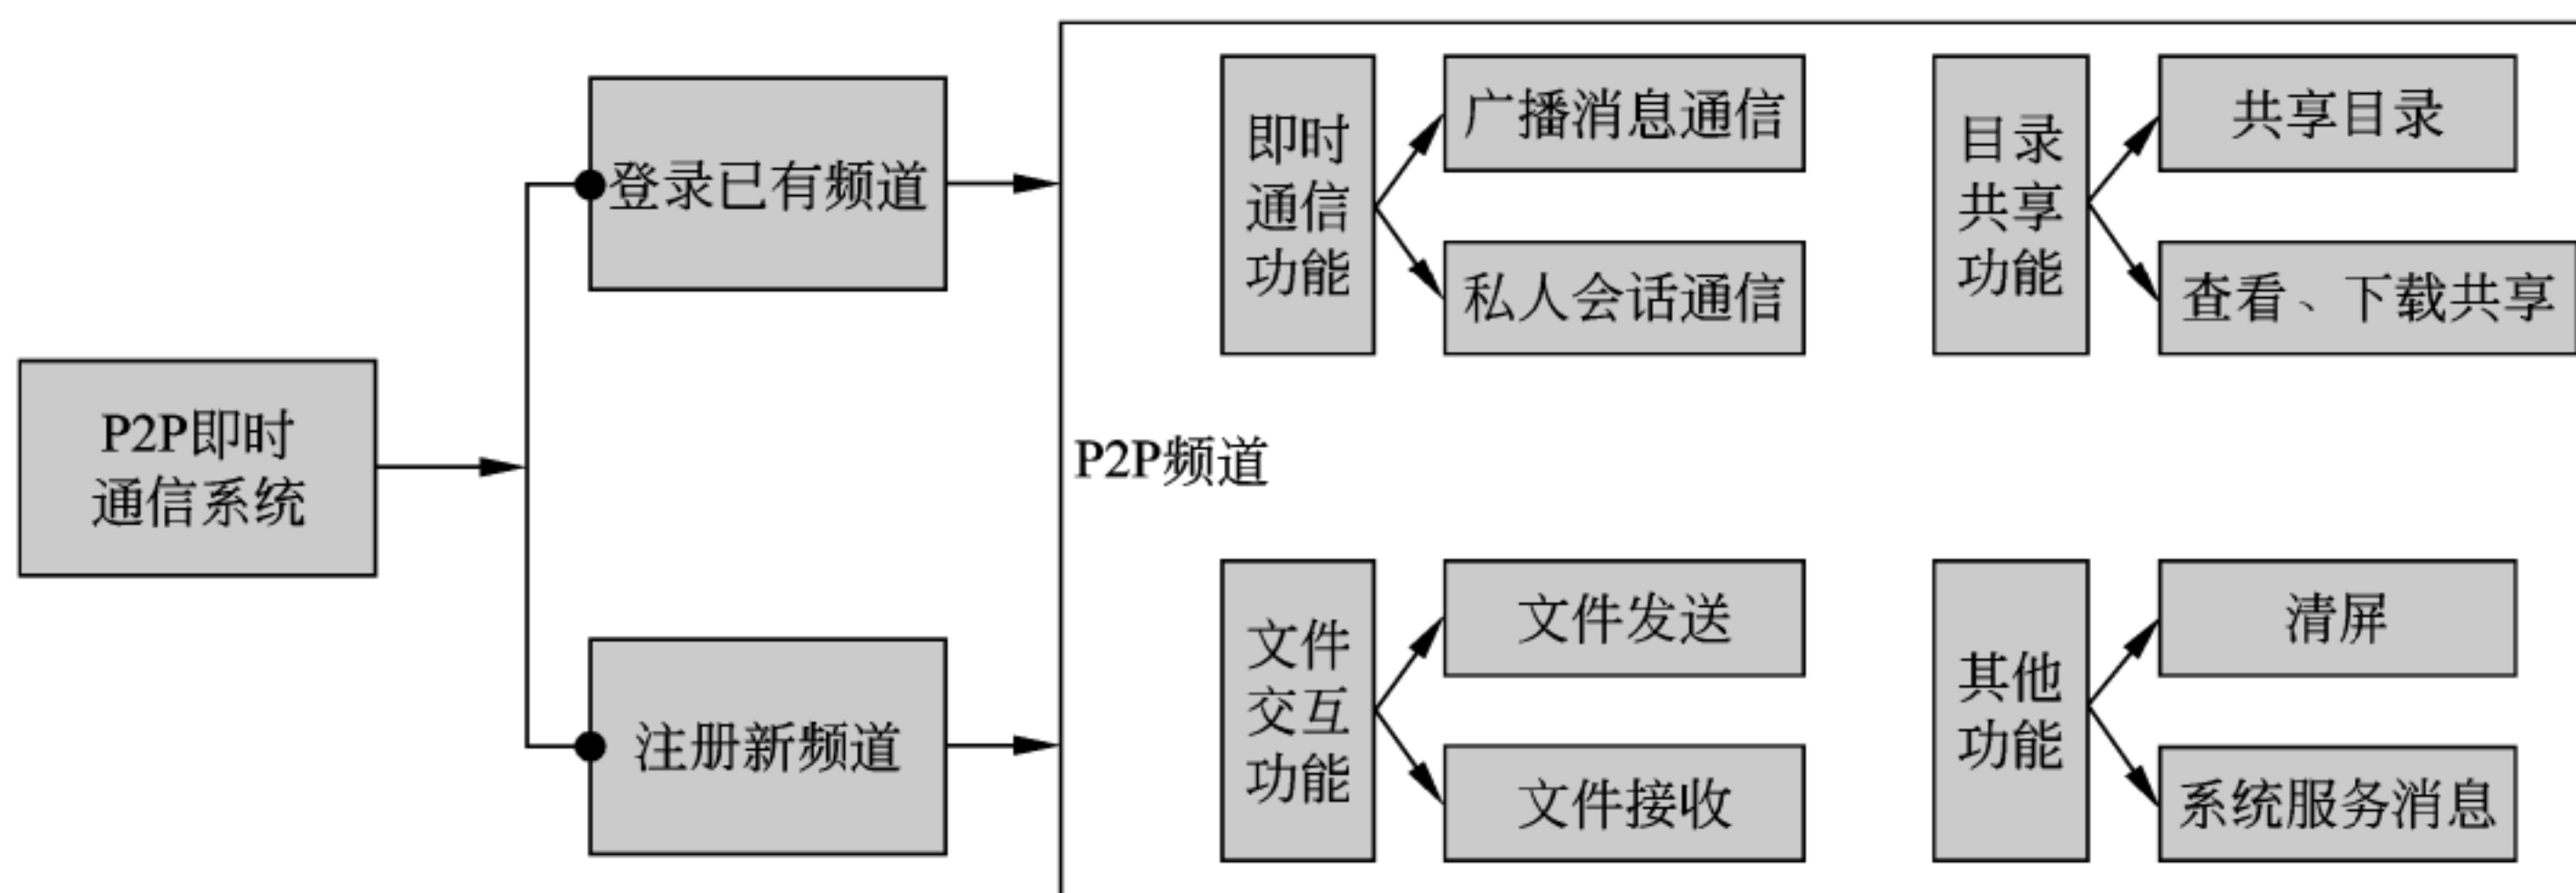 P2P即时
通信系统
登录已有频道
注册新频道
P2P频道
即时
通信
功能
广播消息通信
私人会话通信
目录
共享
功能
共享目录
查看、下载共享
文件
交互
功能
文件发送
文件接收
其他
功能
清屏
系统服务消息